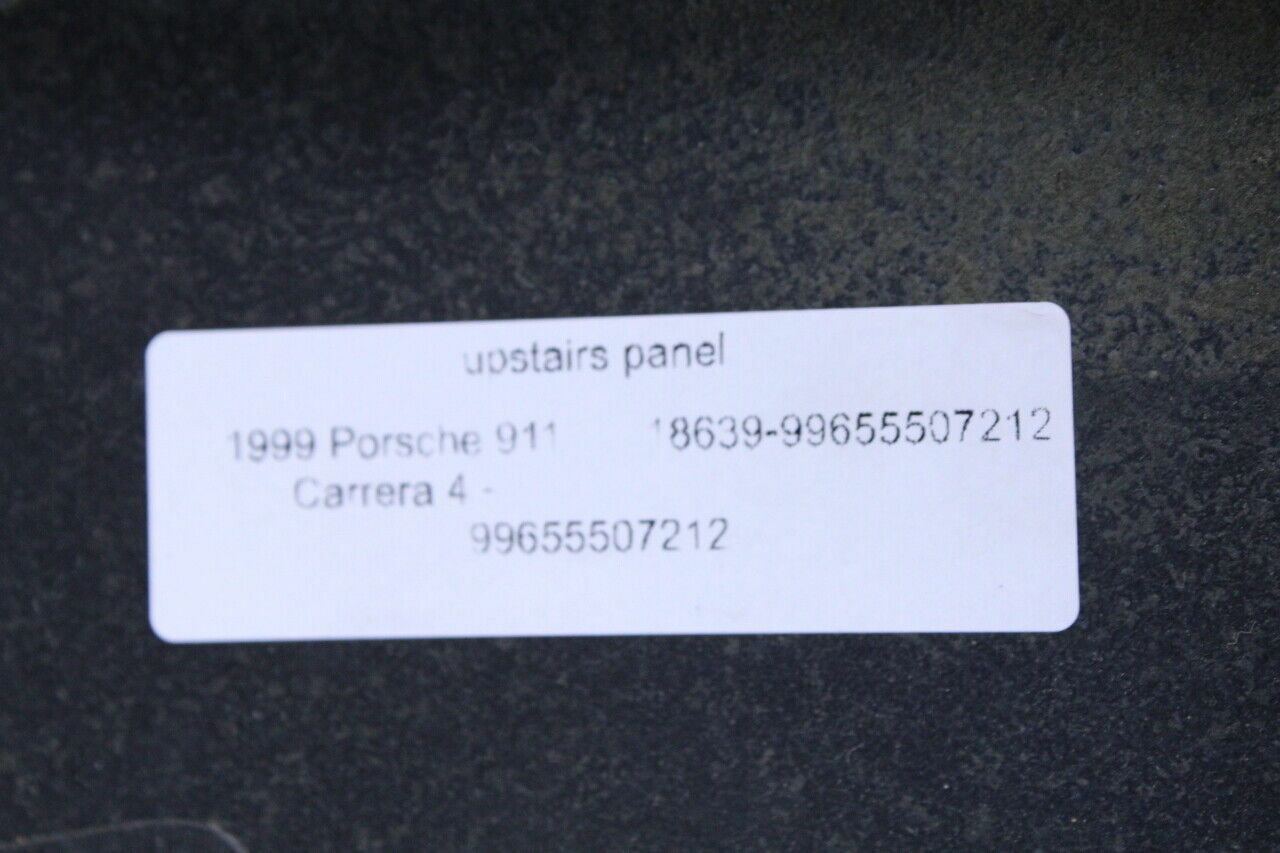 upstairs panel
1999 Porsche 911 18639-99655507212
Carrera 4 -
99655507212